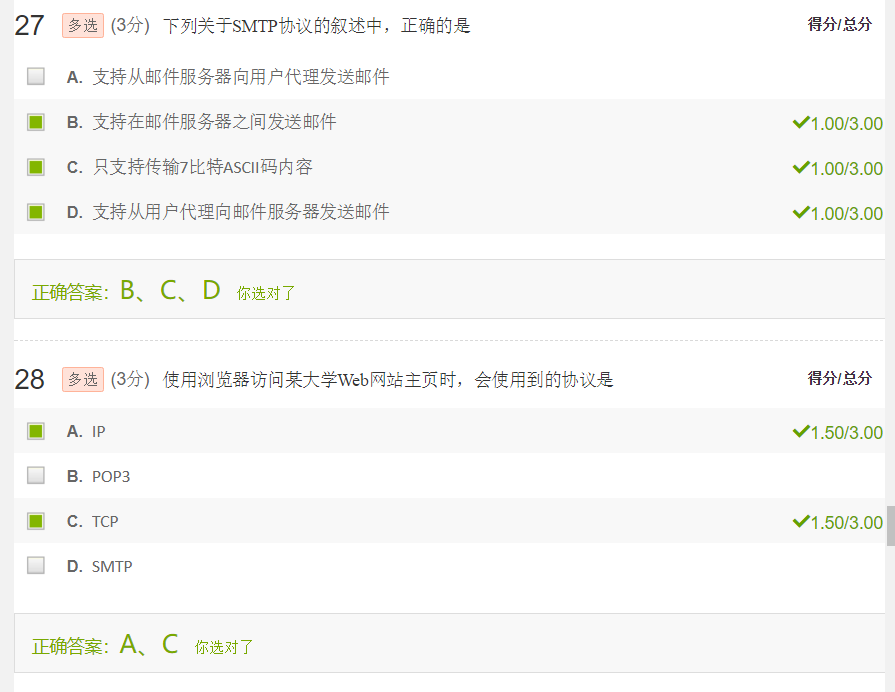 27 多选 (3分) 下列关于SMTP协议的叙述中，正确的是 得分/总分
A. 支持从邮件服务器向用户代理发送邮件
B. 支持在邮件服务器之间发送邮件 1.00/3.00
C. 只支持传输7比特ASCII码内容 1.00/3.00
D. 支持从用户代理向邮件服务器发送邮件 1.00/3.00
正确答案：B、C、D 你选对了
28 多选 (3分) 使用浏览器访问某大学Web网站主页时，会使用到的协议是 得分/总分
A. IP 1.50/3.00
B. POP3
C. TCP 1.50/3.00
D. SMTP
正确答案：A、C 你选对了